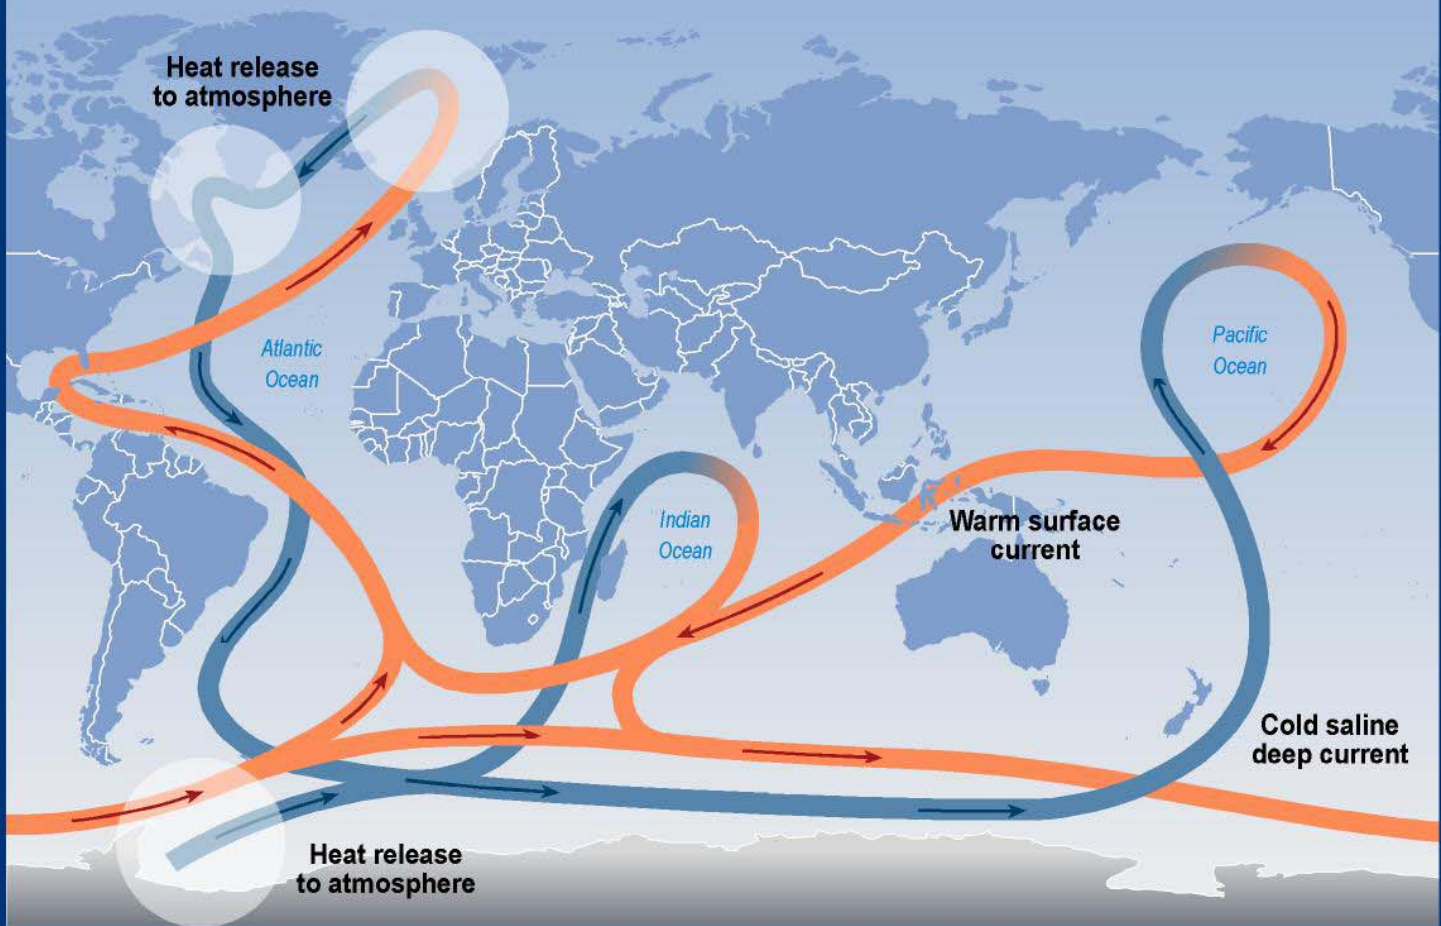 Heat release
to atmosphere
Atlantic
Ocean
Pacific
Ocean
Indian
Ocean
Warm surface
current
Cold saline
deep current
Heat release
to atmosphere